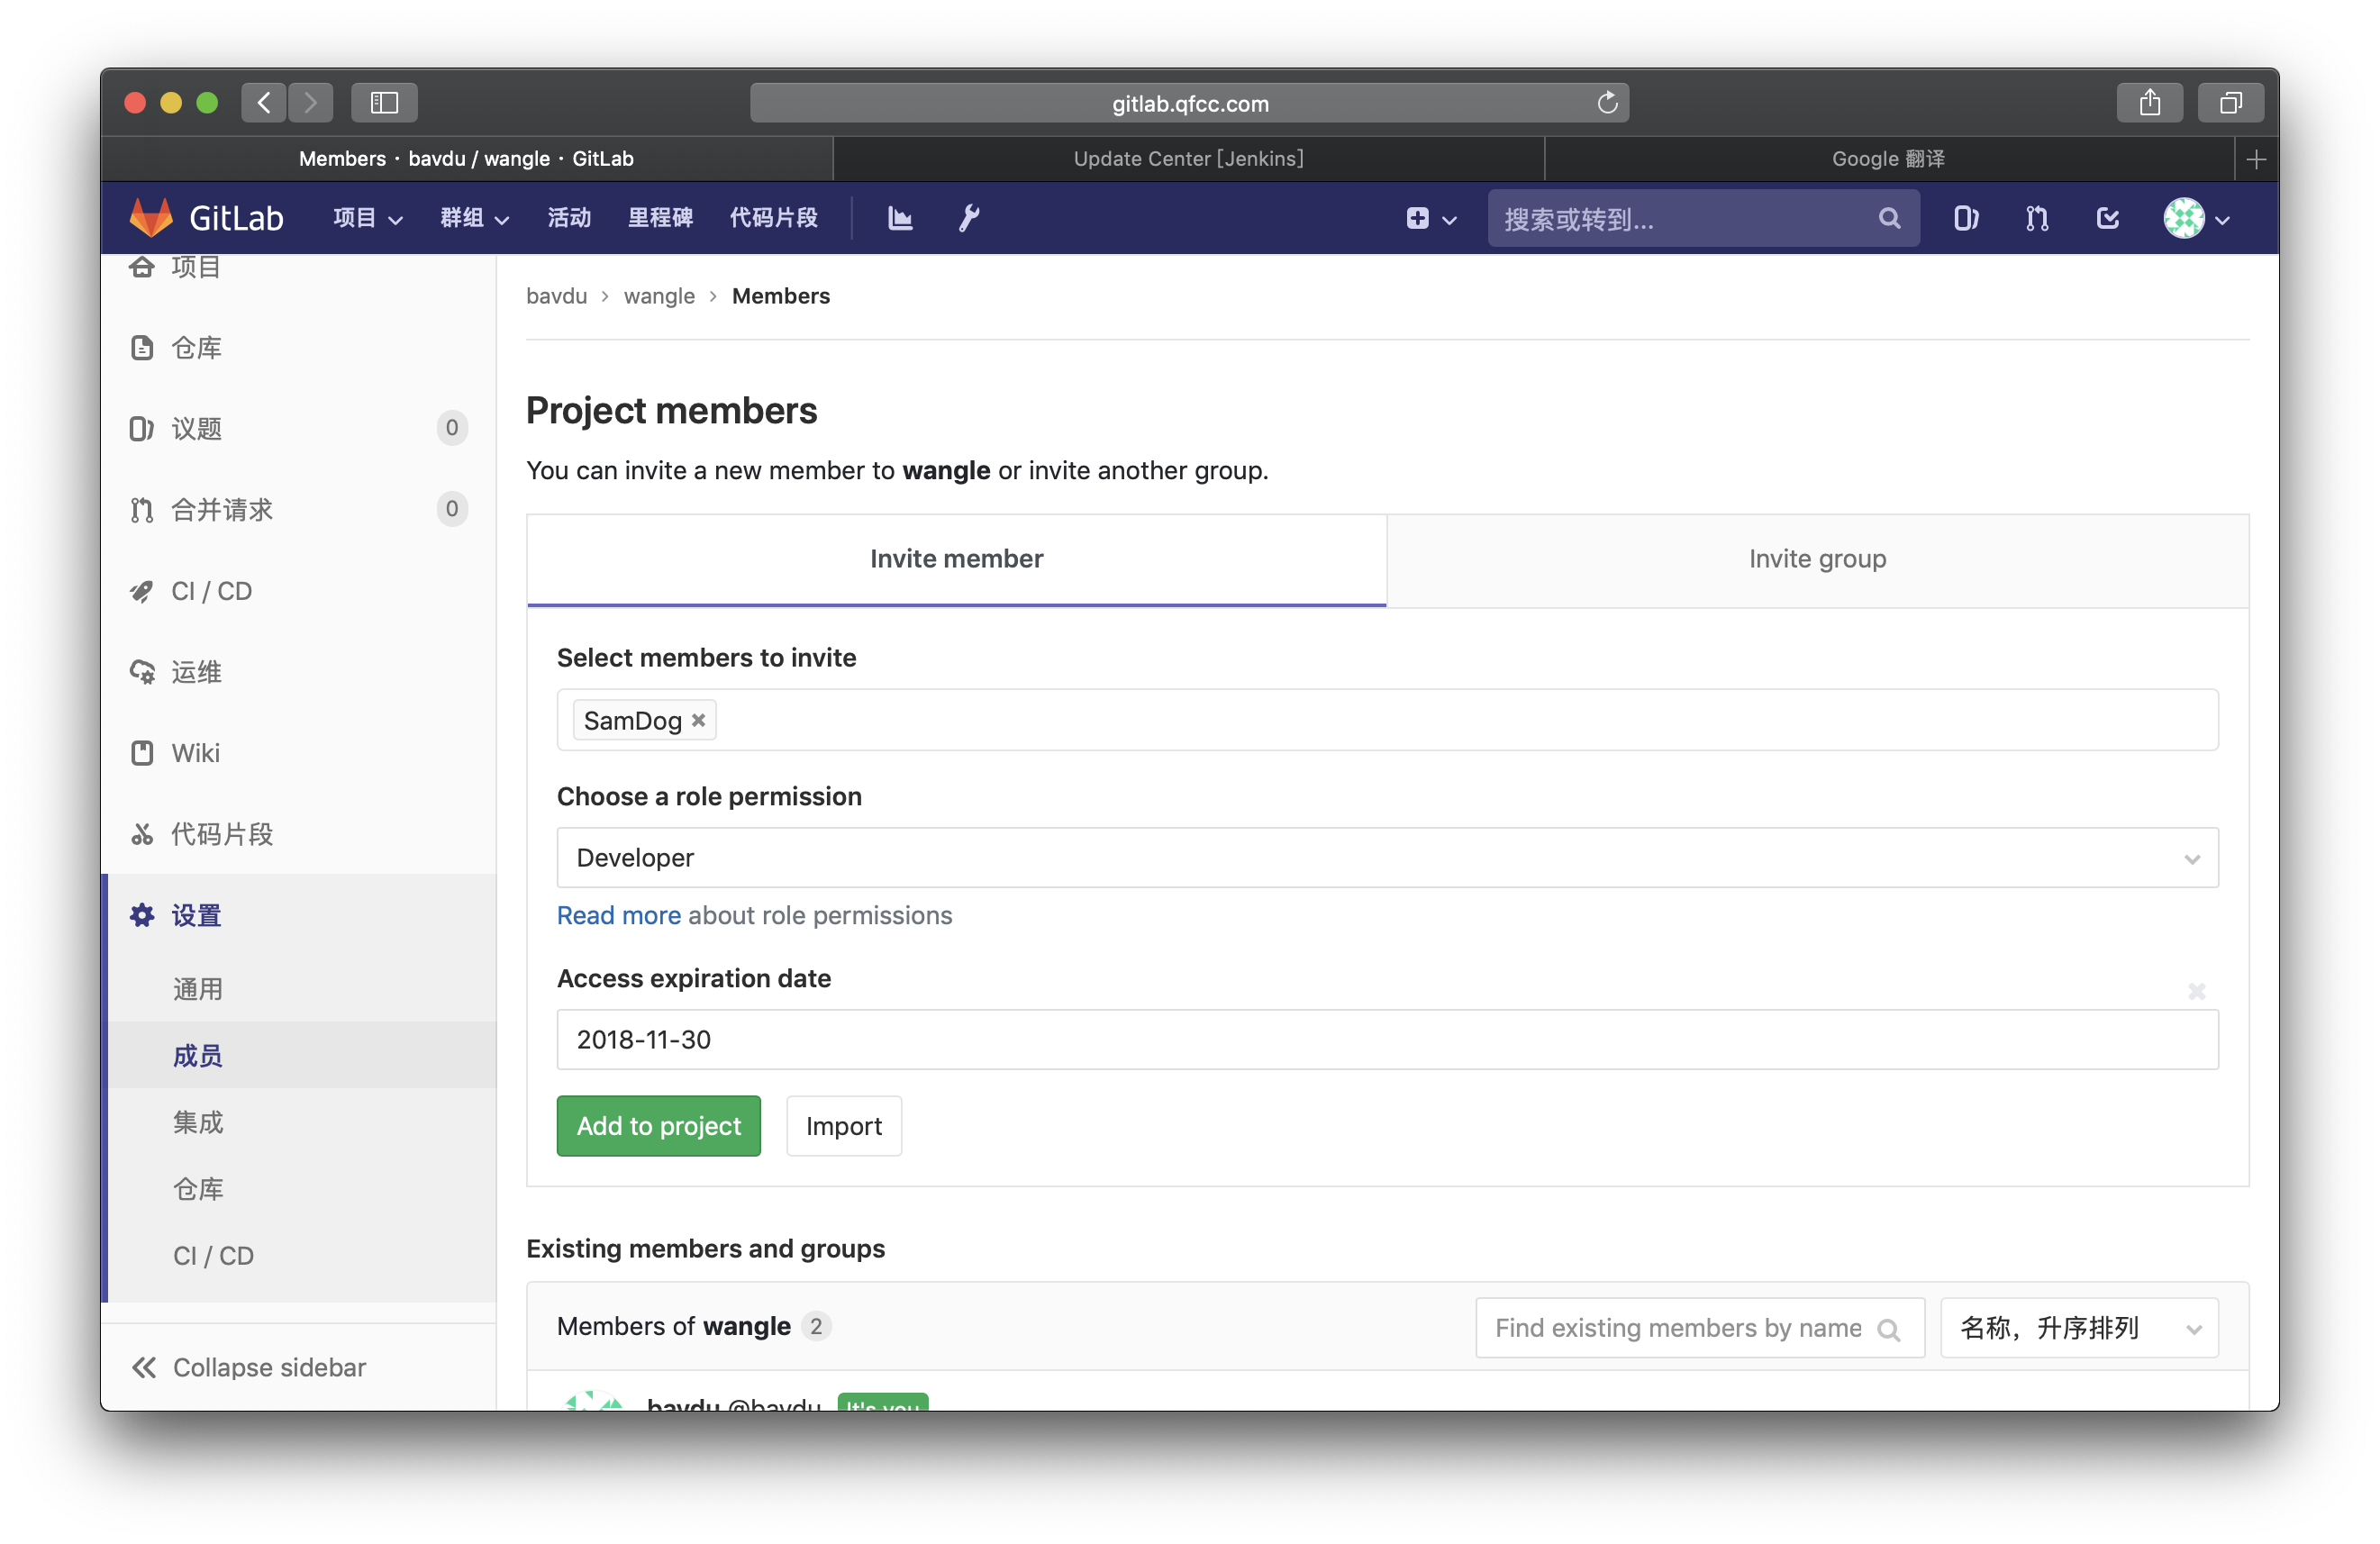 gitlab.qfcc.com
Members · bavdu / wangle · GitLab
Update Center [Jenkins]
Google 翻译
GitLab
项目
群组
活动
里程碑
代码片段
搜索或转到...
项目
仓库
议题
0
合并请求
0
CI / CD
运维
Wiki
代码片段
设置
通用
成员
集成
仓库
CI / CD
Collapse sidebar
bavdu > wangle > Members
Project members
You can invite a new member to wangle or invite another group.
Invite member
Invite group
Select members to invite
SamDog
Choose a role permission
Developer
Read more about role permissions
Access expiration date
2018-11-30
Add to project
Import
Existing members and groups
Members of wangle 2
Find existing members by name
名称，升序排列
bavdu @bavdu It's you